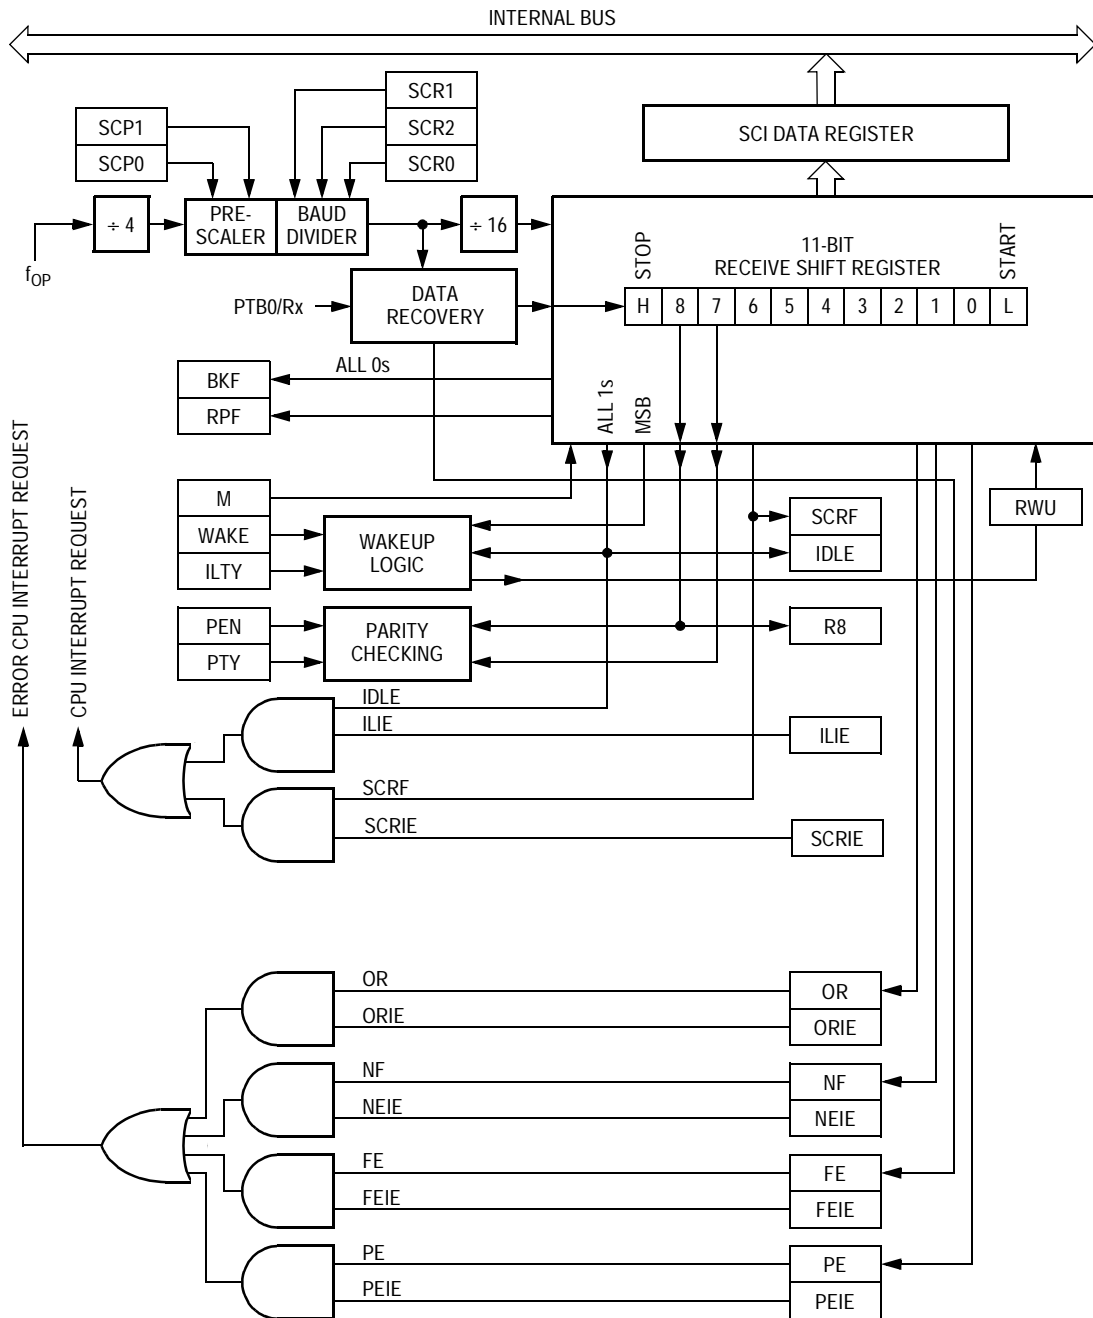 INTERNAL BUS
SCR1
SCR2
SCR0
SCP1
SCP0
SCI DATA REGISTER
÷ 4
PRE-
SCALER
BAUD
DIVIDER
÷ 16
fOP
STOP
11-BIT
RECEIVE SHIFT REGISTER
START
H 8 7 6 5 4 3 2 1 0 L
PTB0/Rx
DATA
RECOVERY
ALL 0s
BKF
RPF
ALL 1s
MSB
M
WAKE
ILTY
WAKEUP
LOGIC
SCRF
IDLE
RWU
PEN
PTY
PARITY
CHECKING
R8
ERROR CPU INTERRUPT REQUEST
CPU INTERRUPT REQUEST
IDLE
ILIE
ILIE
SCRF
SCRIE
SCRIE
OR
ORIE
OR
ORIE
NF
NEIE
NF
NEIE
FE
FEIE
FE
FEIE
PE
PEIE
PE
PEIE